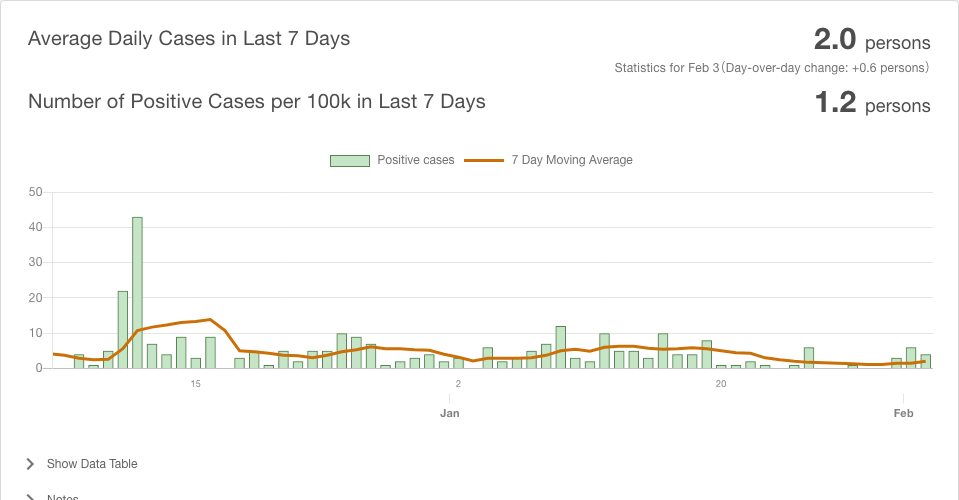 Average Daily Cases in Last 7 Days
2.0 persons
Statistics for Feb 3（Day-over-day change: +0.6 persons）
Number of Positive Cases per 100k in Last 7 Days
1.2 persons
Positive cases
7 Day Moving Average
50
40
30
20
10
0
15
2
20
Jan
Feb
Show Data Table
Notes